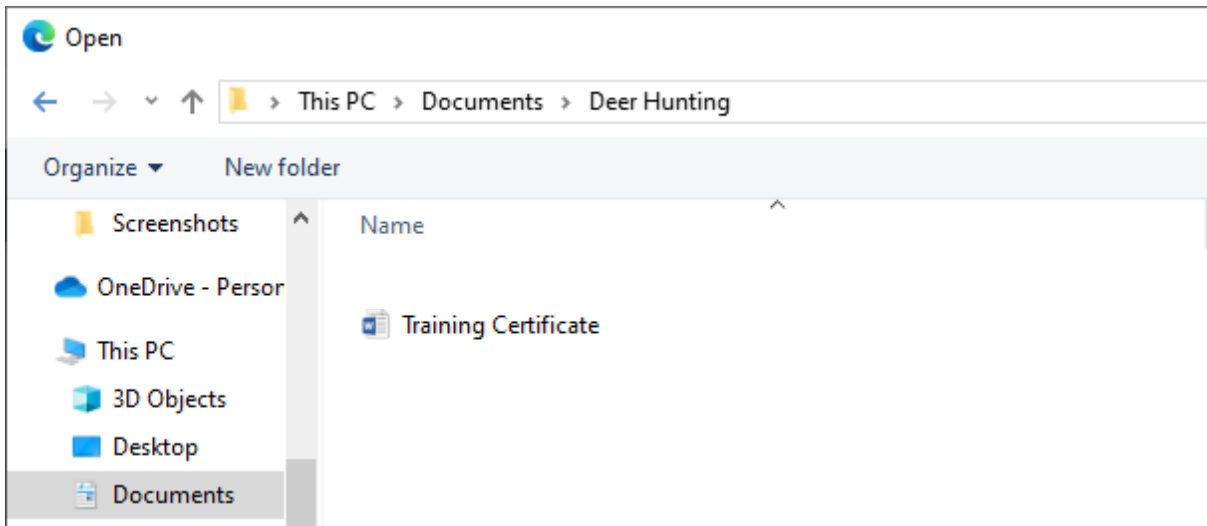 Open
This PC > Documents > Deer Hunting
Organize New folder
Screenshots
Name
OneDrive - Person
Training Certificate
This PC
3D Objects
Desktop
Documents